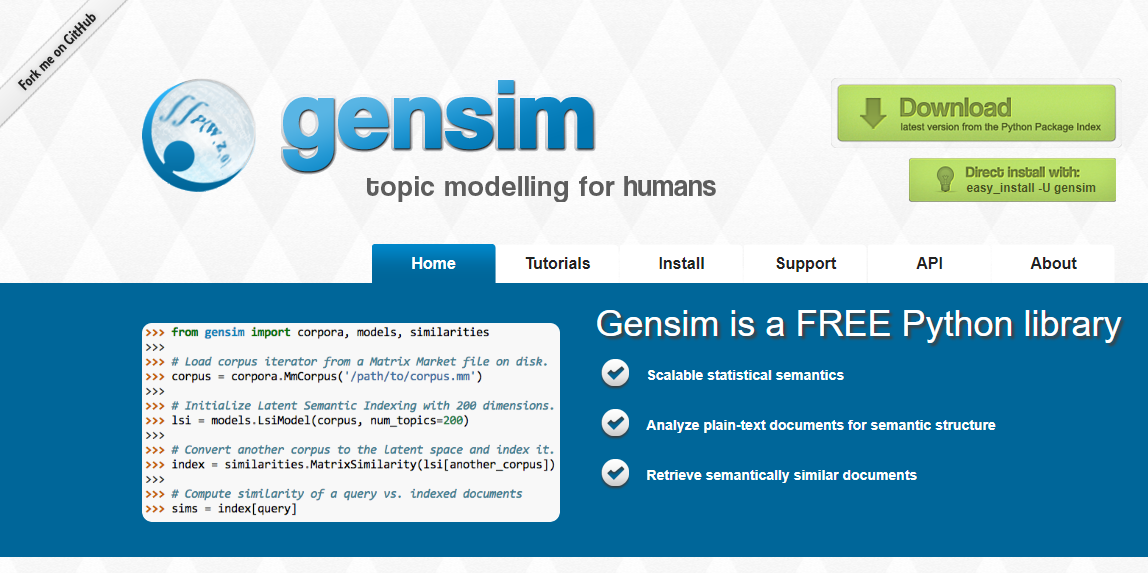 Fork me on GitHub
∫∫P(w,z,θ)
gensim
topic modelling for humans
Download
latest version from the Python Package Index
Direct install with:
easy_install -U gensim
Home
Tutorials
Install
Support
API
About
>>> from gensim import corpora, models, similarities
>>>
>>> # Load corpus iterator from a Matrix Market file on disk.
>>> corpus = corpora.MmCorpus('/path/to/corpus.mm')
>>>
>>> # Initialize Latent Semantic Indexing with 200 dimensions.
>>> lsi = models.LsiModel(corpus, num_topics=200)
>>>
>>> # Convert another corpus to the latent space and index it.
>>> index = similarities.MatrixSimilarity(lsi[another_corpus])
>>>
>>> # Compute similarity of a query vs. indexed documents
>>> sims = index[query]
Gensim is a FREE Python library
Scalable statistical semantics
Analyze plain-text documents for semantic structure
Retrieve semantically similar documents